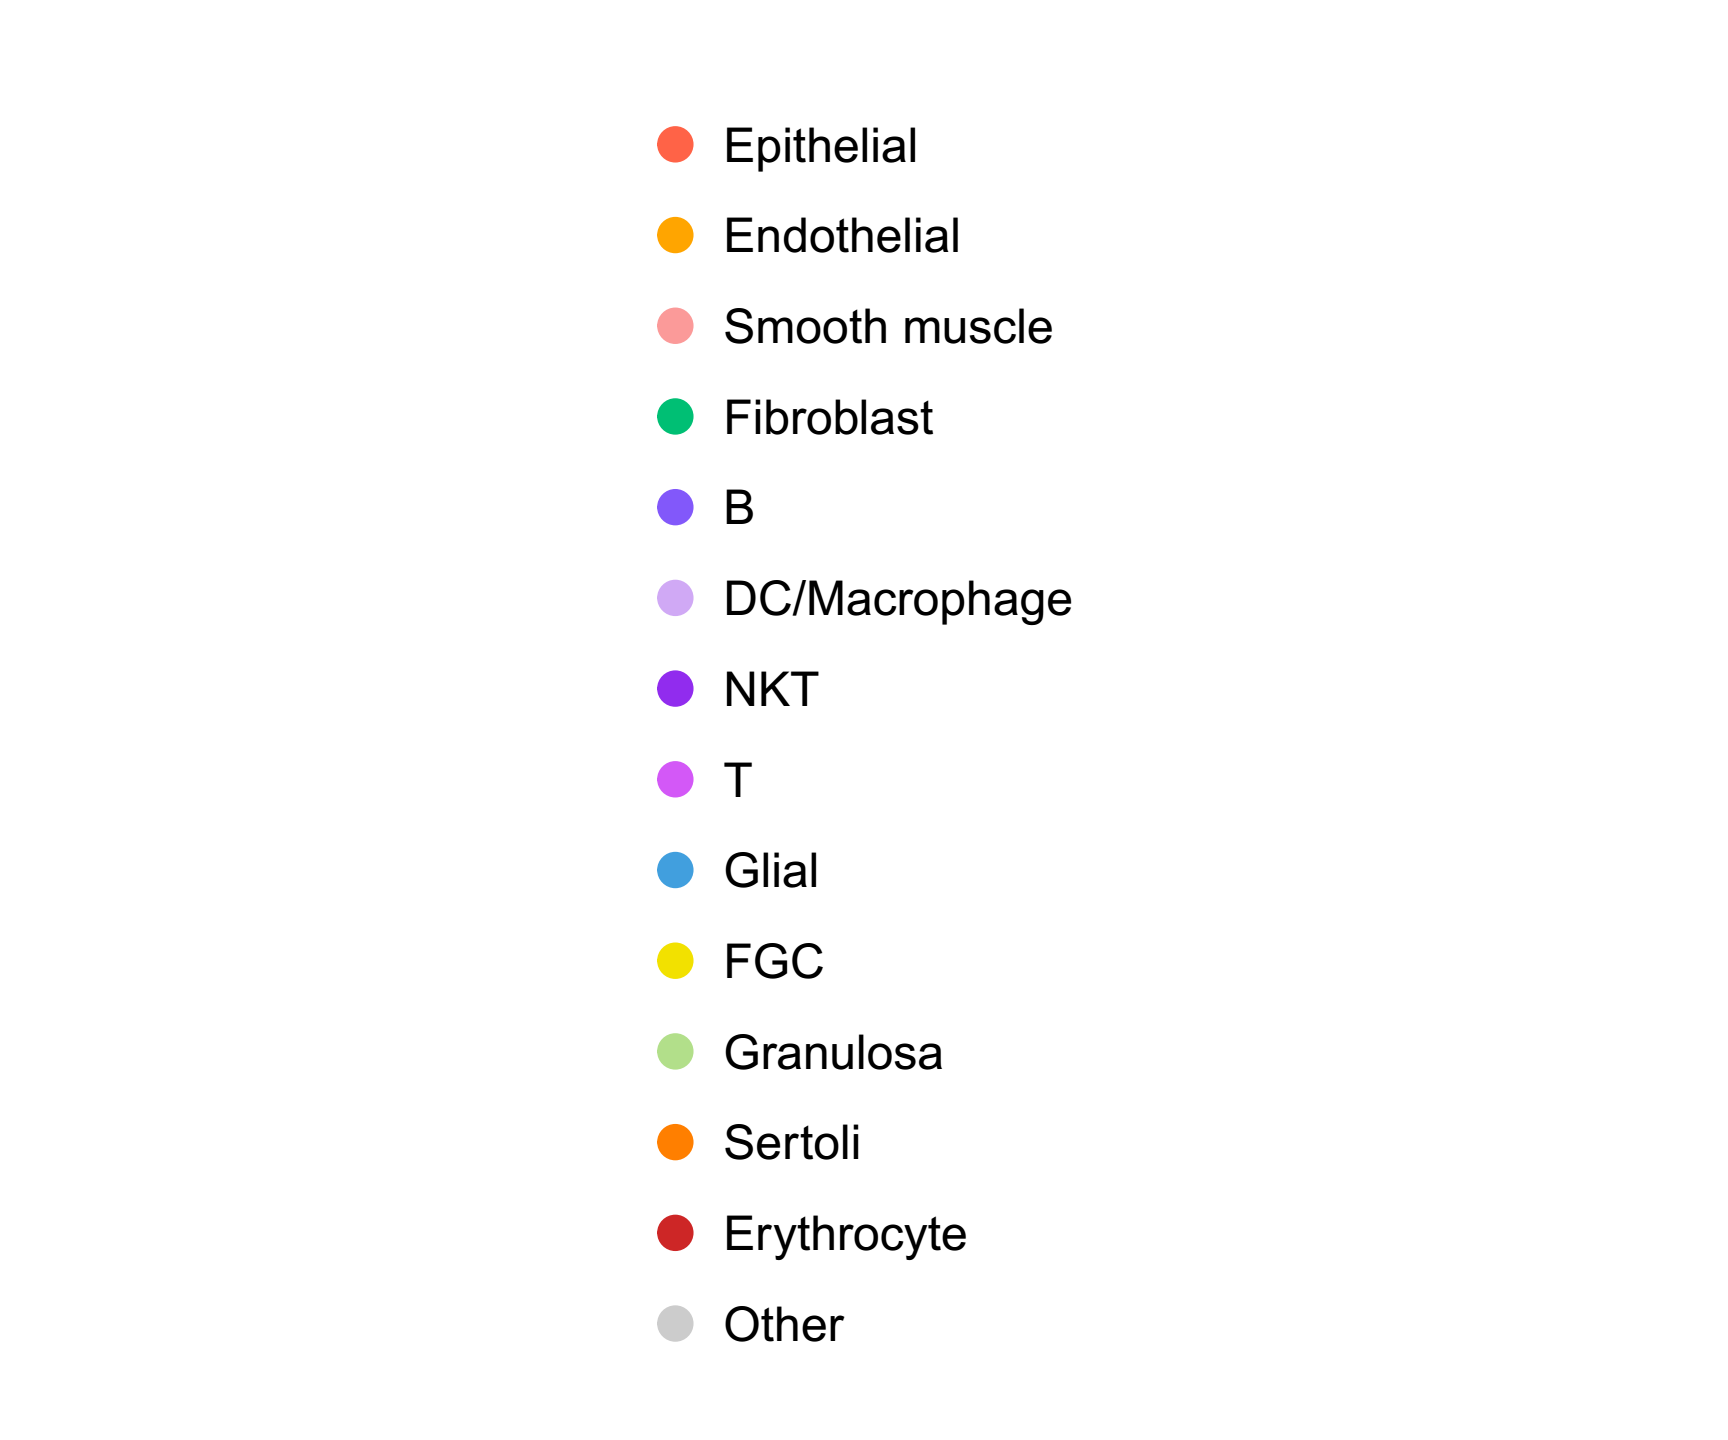 Epithelial
Endothelial
Smooth muscle
Fibroblast
B
DC/Macrophage
NKT
T
Glial
FGC
Granulosa
Sertoli
Erythrocyte
Other